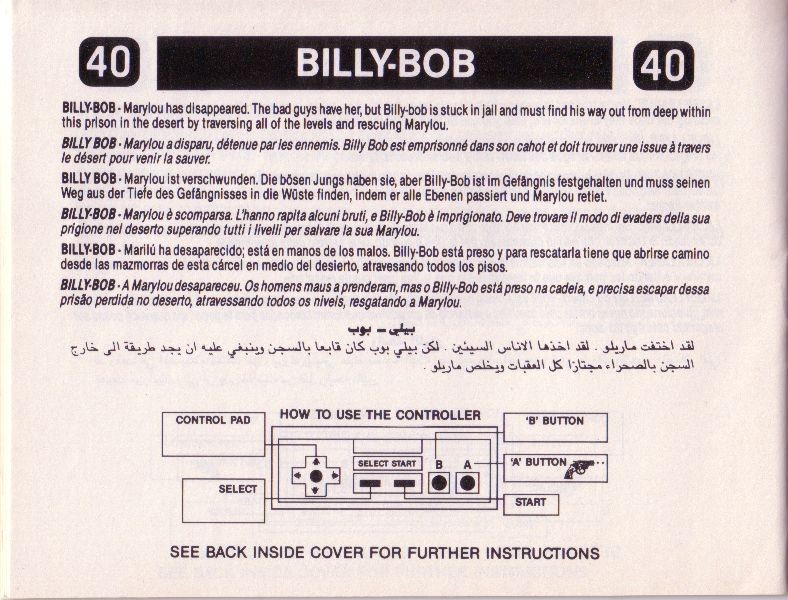 40 BILLY-BOB 40
BILLY-BOB - Marylou has disappeared. The bad guys have her, but Billy-bob is stuck in jail and must find his way out from deep within
this prison in the desert by traversing all of the levels and rescuing Marylou.
BILLY BOB - Marylou a disparu, détenue par les ennemis. Billy Bob est emprisonné dans son cahot et doit trouver une issue à travers
le désert pour venir la sauver.
BILLY BOB - Marylou ist verschwunden. Die bösen Jungs haben sie, aber Billy-Bob ist im Gefängnis festgehalten und muss seinen
Weg aus der Tiefe des Gefängnisses in die Wüste finden, indem er alle Ebenen passiert und Marylou retlet.
BILLY-BOB - Marylou è scomparsa. L'hanno rapita alcuni bruti, e Billy-Bob è imprigionato. Deve trovare il modo di evaders della sua
prigione nel deserto superando tutti i livelli per salvare la sua Marylou.
BILLY-BOB - Marilú ha desaparecido; está en manos de los malos. Billy-Bob está preso y para rescatarla tiene que abrirse camino
desde las mazmorras de esta cárcel en medio del desierto, atravesando todos los pisos.
BILLY-BOB - A Marylou desapareceu. Os homens maus a prenderam, mas o Billy-Bob está preso na cadeia, e precisa escapar dessa
prisão perdida no deserto, atravessando todos os niveis, resgatando a Marylou.
بيلي – بوب
لقد اختفت ماريلو . لقد اخذها الاناس السيئين . لكن بيلي بوب كان قابعا بالسجن وينبغي عليه ان يجد طريقة الى خارج
السجن بالصحراء مجتازا كل العقبات ويخلص ماريلو .
HOW TO USE THE CONTROLLER
CONTROL PAD
'B' BUTTON
SELECT START B A
'A' BUTTON
SELECT
START
SEE BACK INSIDE COVER FOR FURTHER INSTRUCTIONS